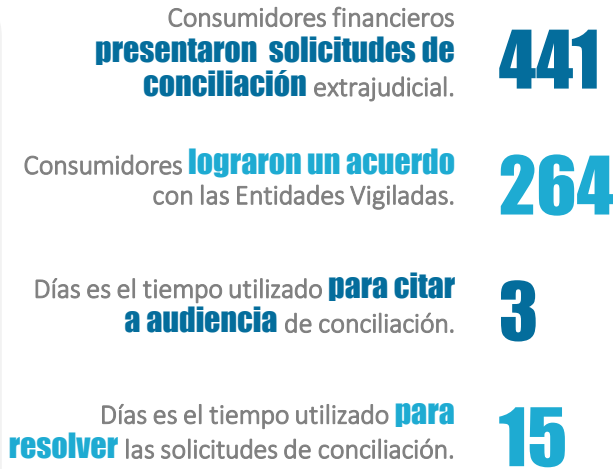 Consumidores financieros
presentaron solicitudes de
conciliación extrajudicial.
441
Consumidores lograron un acuerdo
con las Entidades Vigiladas.
264
Días es el tiempo utilizado para citar
a audiencia de conciliación.
3
Días es el tiempo utilizado para
resolver las solicitudes de conciliación.
15